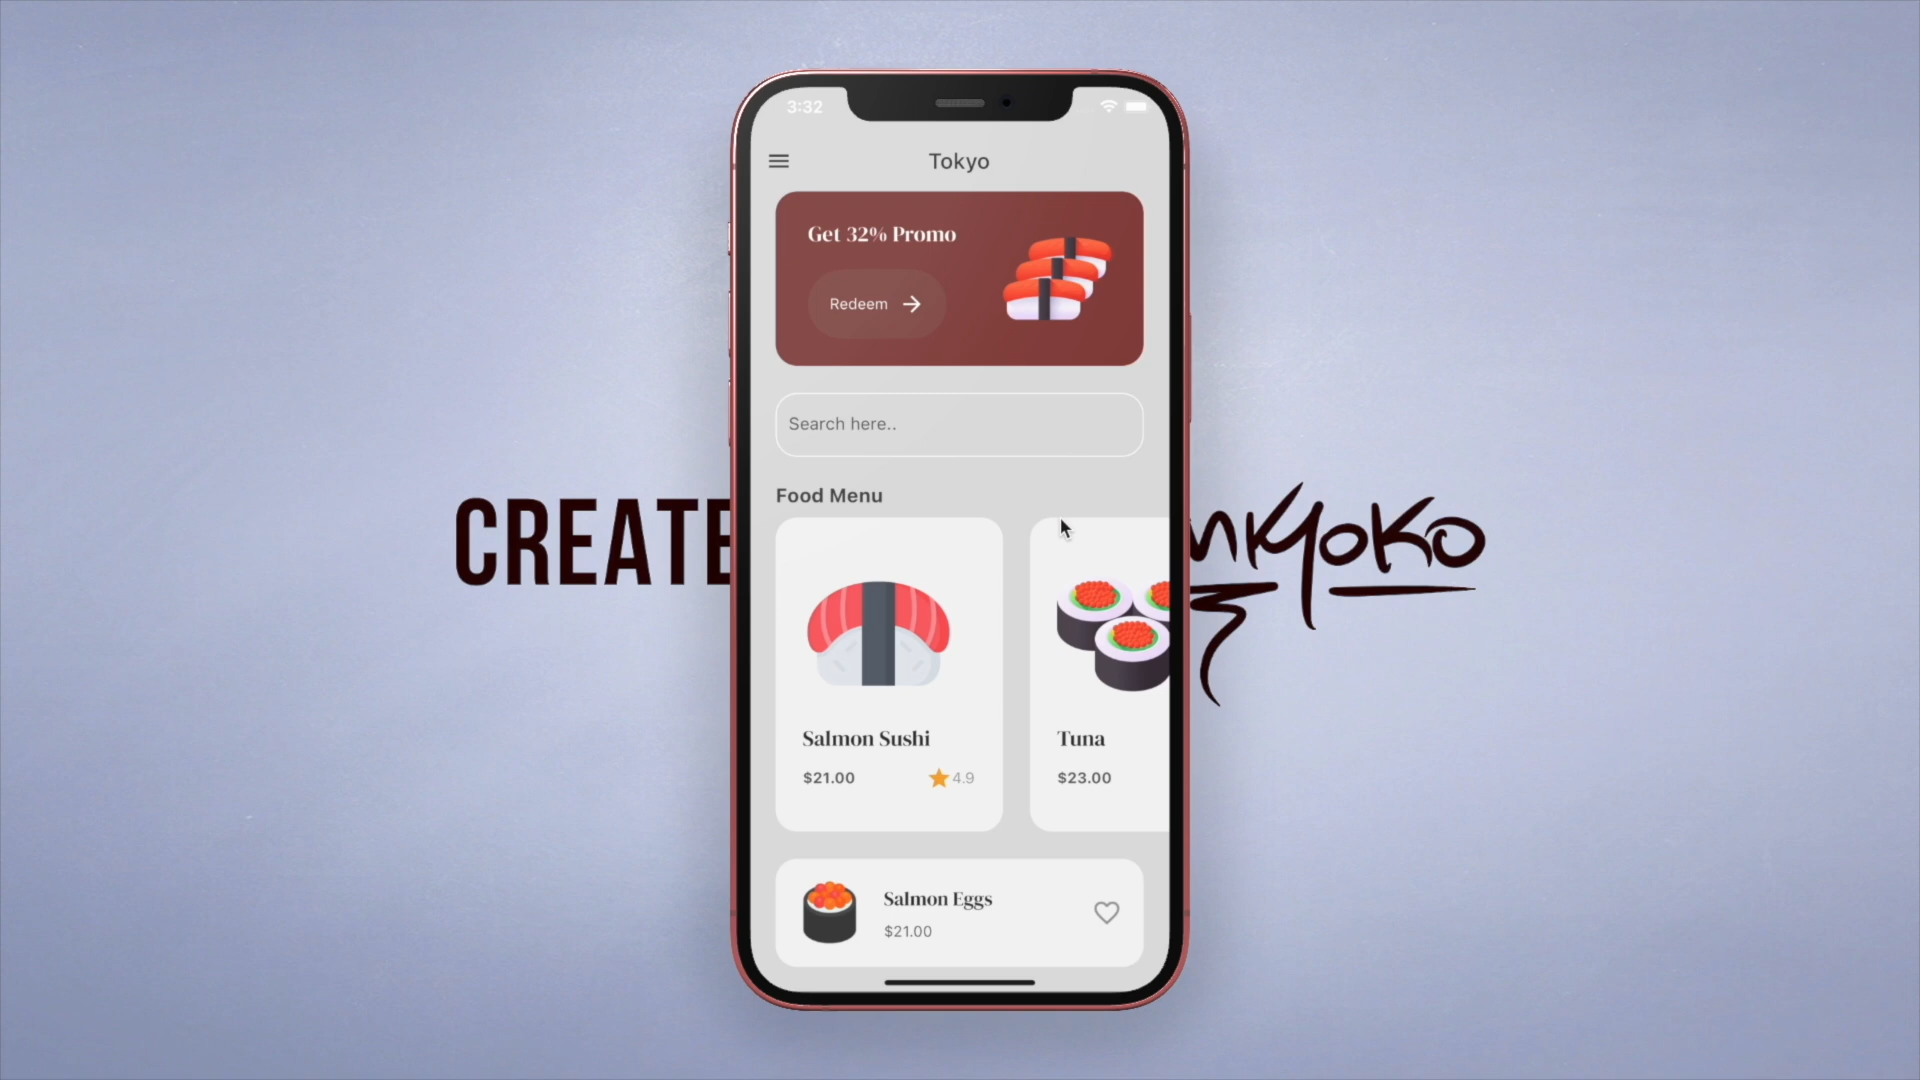 3:32
Tokyo
Get 32% Promo
Redeem
Search here..
Food Menu
CREATE
Salmon Sushi
$21.00
4.9
Tuna
$23.00
Salmon Eggs
$21.00